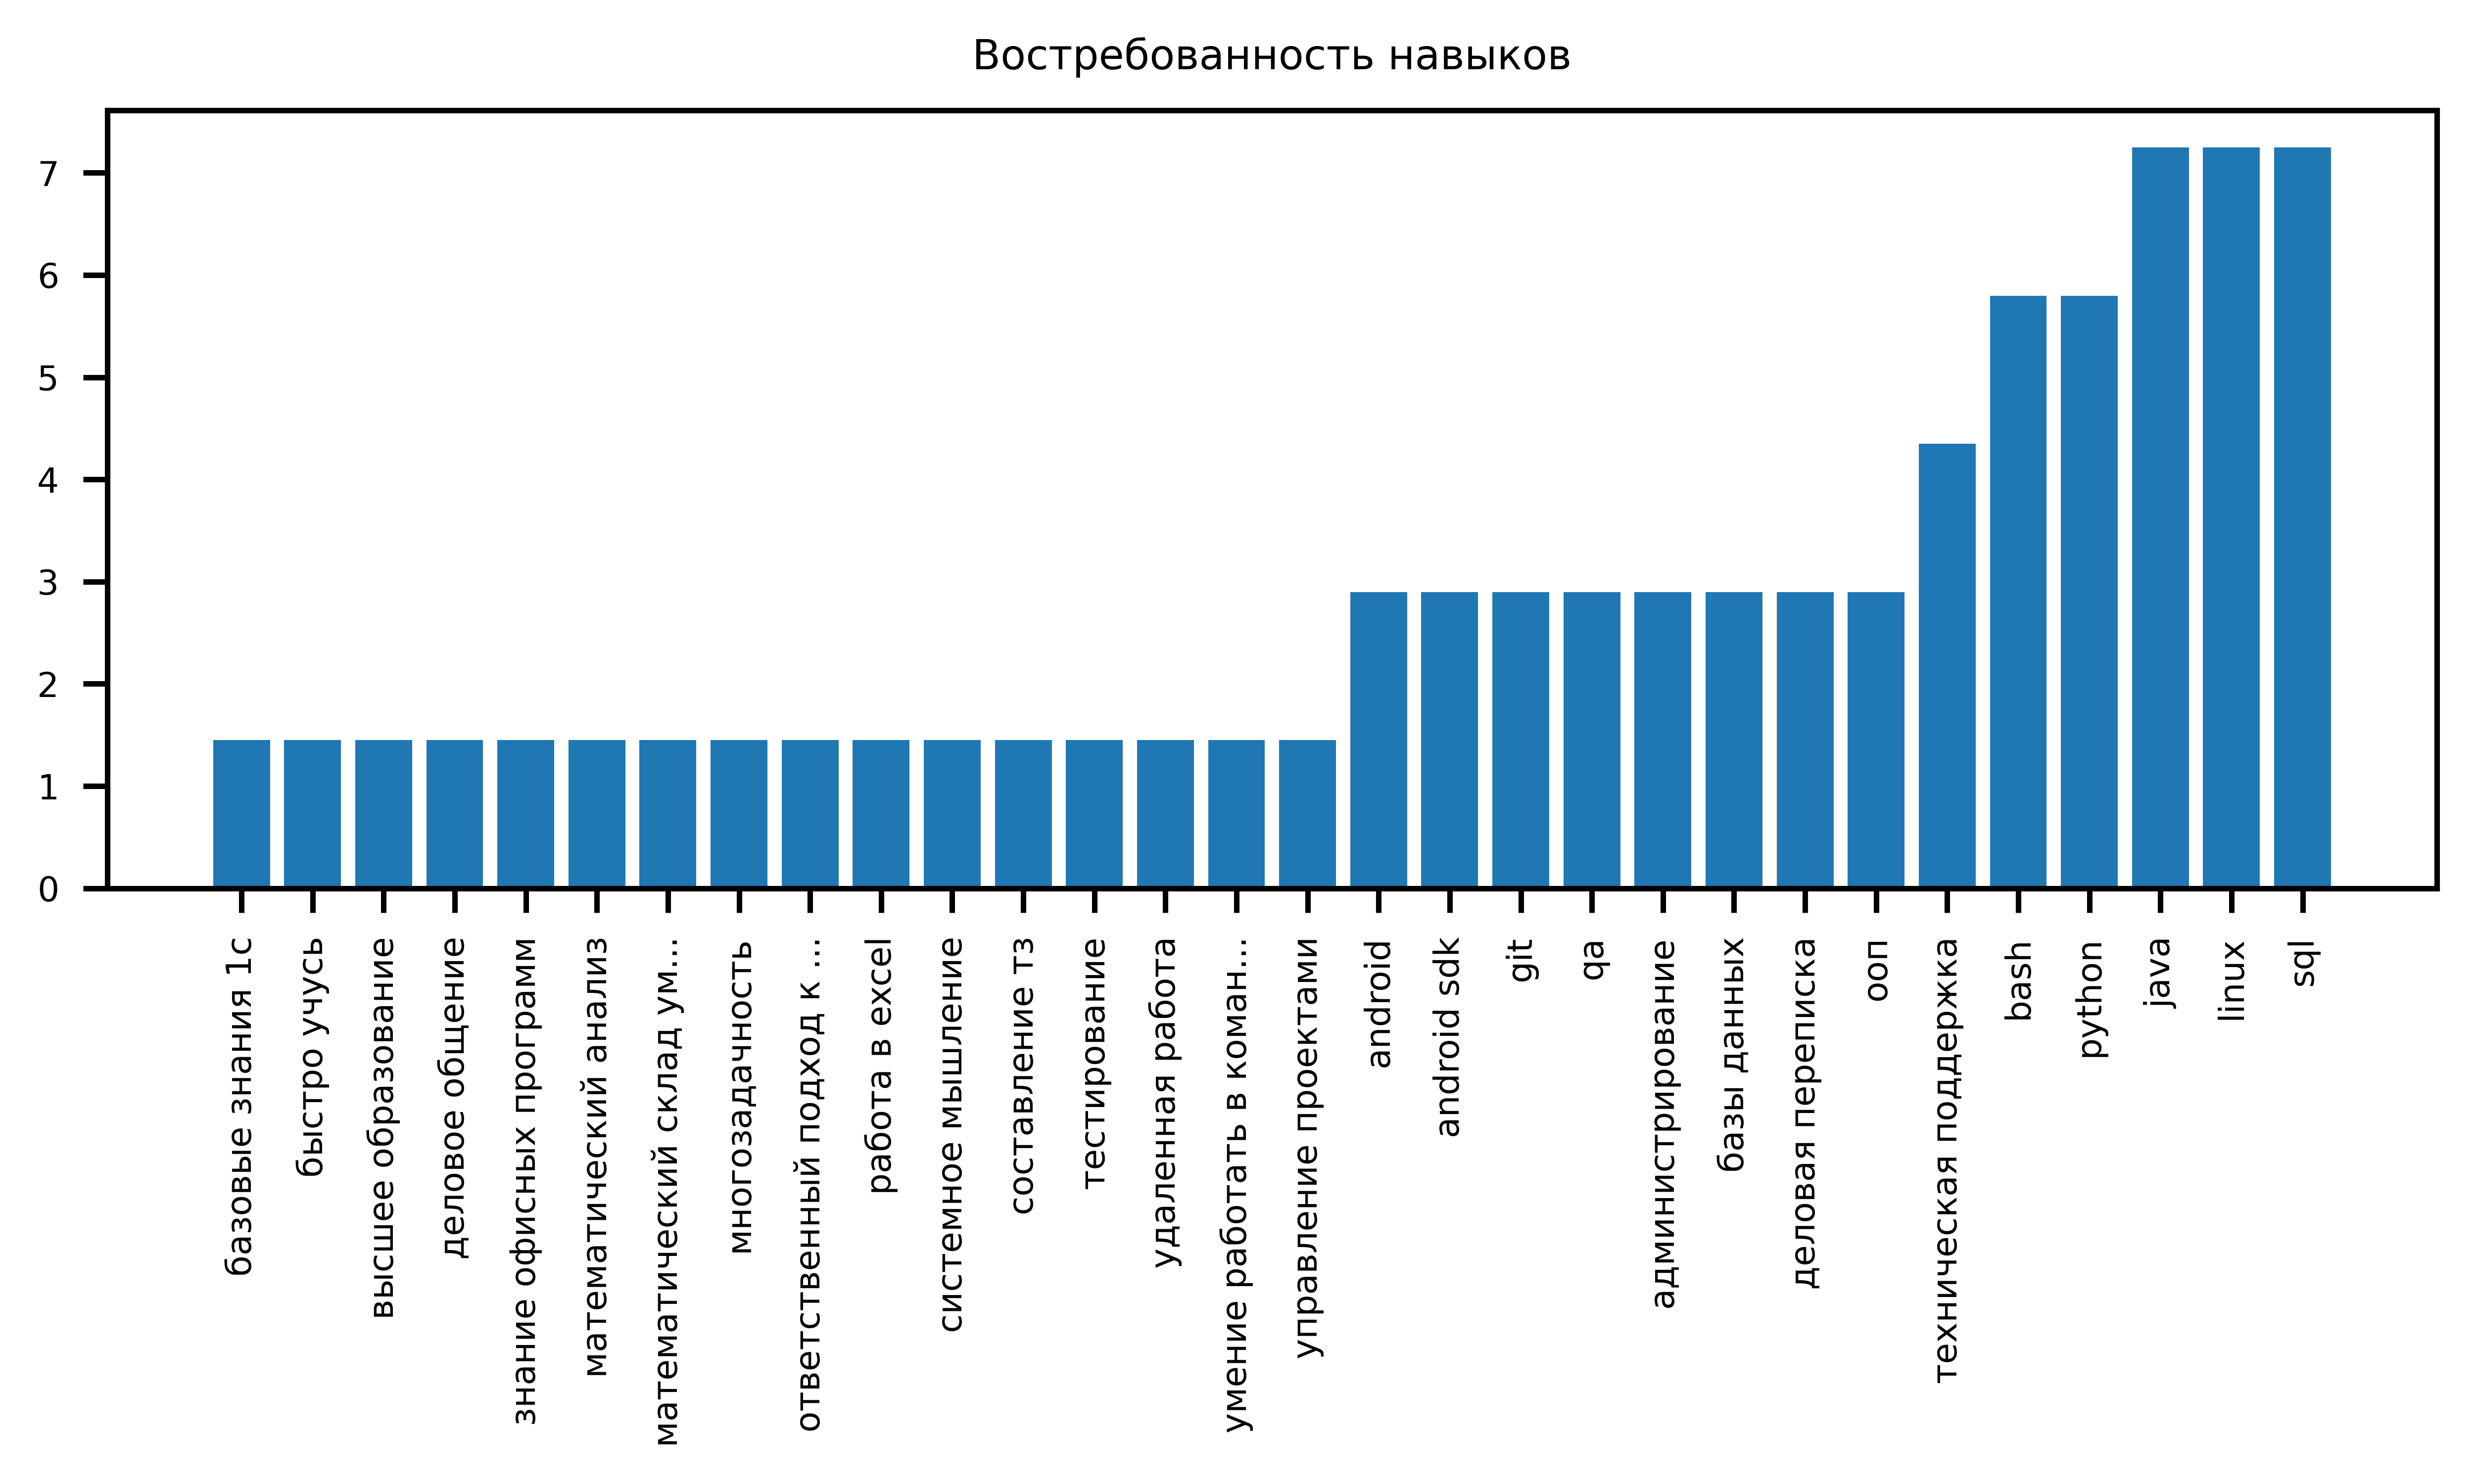 Востребованность навыков
7
6
5
4
3
2
1
0
базовые знания 1с
быстро учусь
высшее образование
деловое общение
знание офисных программ
математический анализ
математический склад ум...
многозадачность
ответственный подход к ...
работа в excel
системное мышление
составление тз
тестирование
удаленная работа
умение работать в коман...
управление проектами
android
android sdk
git
qa
администрирование
базы данных
деловая переписка
ооп
техническая поддержка
bash
python
java
linux
sql